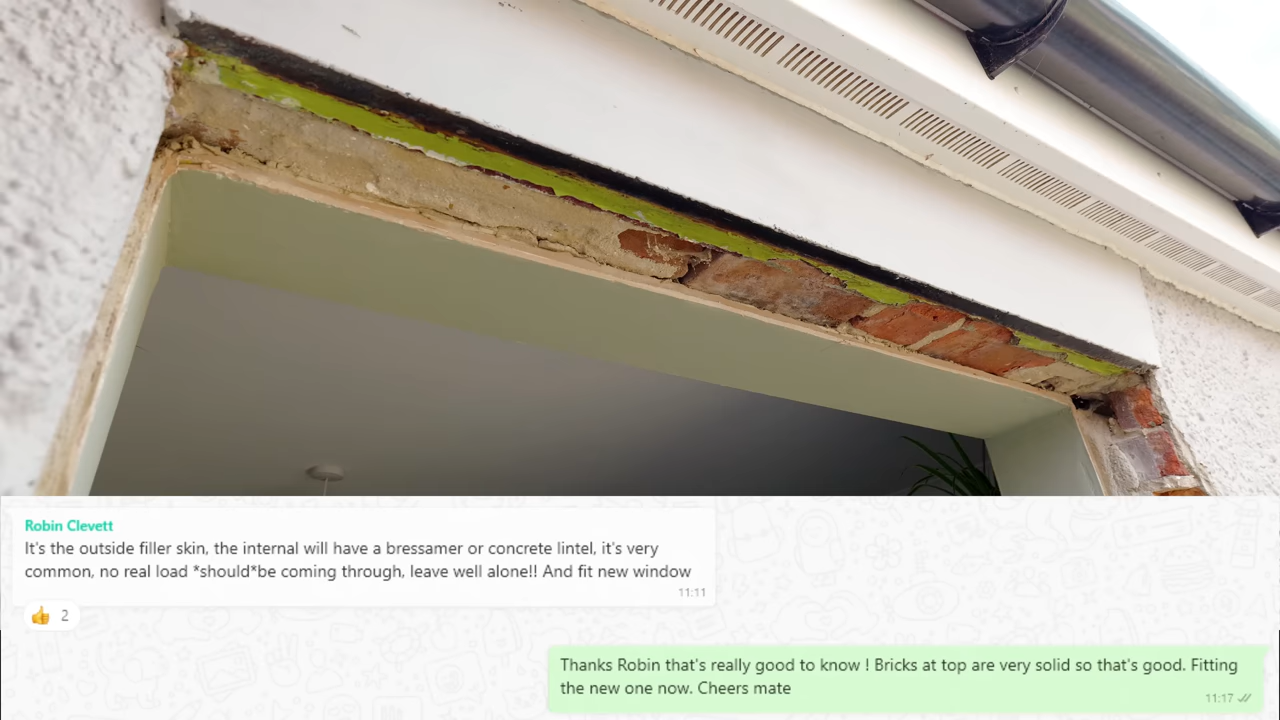 Robin Clevett
It's the outside filler skin, the internal will have a bressamer or concrete lintel, it's very
common, no real load *should*be coming through, leave well alone!! And fit new window
11:11
👍 2
Thanks Robin that's really good to know ! Bricks at top are very solid so that's good. Fitting
the new one now. Cheers mate
11:17